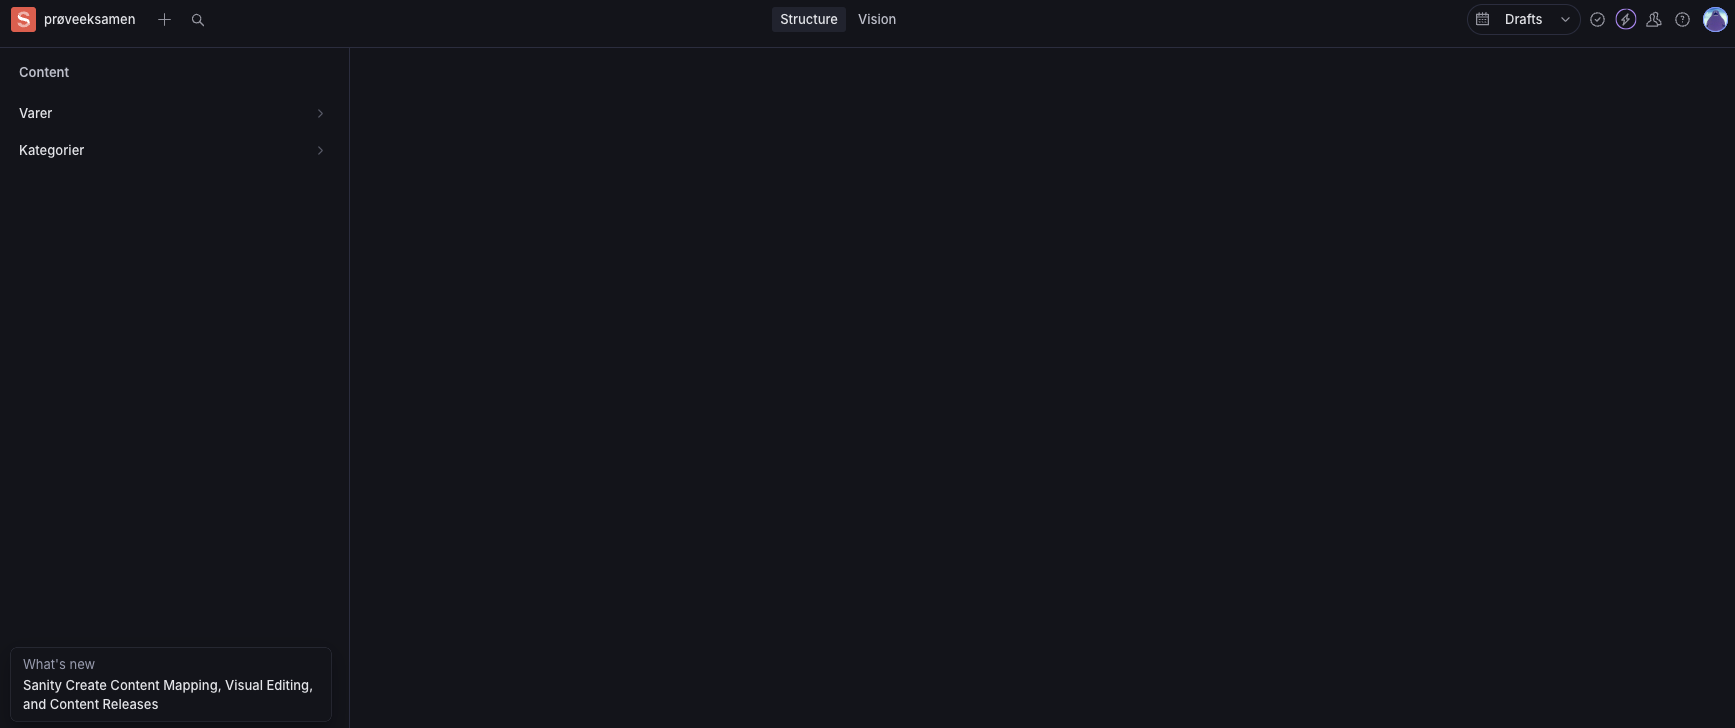 S prøveeksamen
Structure Vision
Drafts
Content
Varer
Kategorier
What's new
Sanity Create Content Mapping, Visual Editing,
and Content Releases